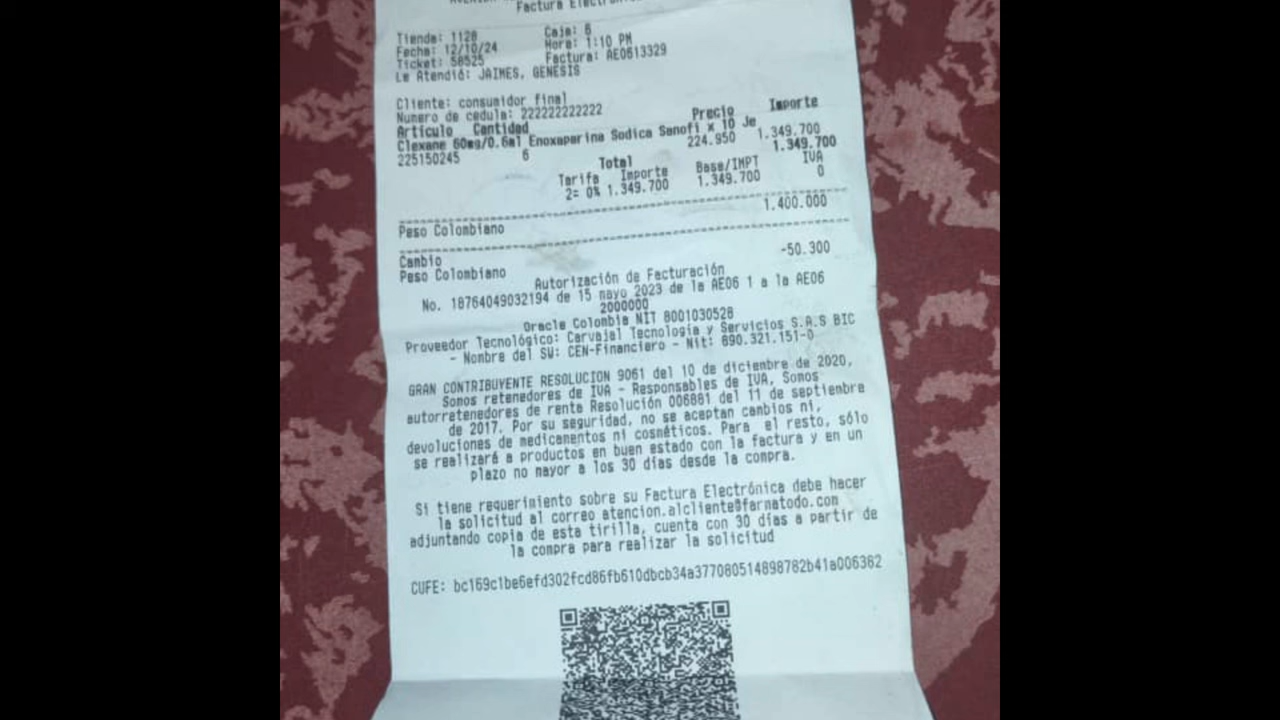 Factura Electrónica
Tienda: 1128 Caja: 6
Fecha: 12/10/24 Hora: 1:10 PM
Ticket: 58525 Factura: AE0613329
Le Atendió: JAIMES, GENESIS
Cliente: consumidor final
Numero de cedula: 222222222222
Artículo Cantidad Precio Importe
Clexane 60mg/0.6ml Enoxaparina Sodica Sanofi x 10 Je
225150245 6 224.950 1.349.700
Total 1.349.700
Tarifa Importe Base/IMPT IVA
2= 0% 1.349.700 1.349.700 0
Peso Colombiano 1.400.000
Cambio
Peso Colombiano -50.300
Autorización de Facturación
No. 18764049032194 de 15 mayo 2023 de la AE06 1 a la AE06
2000000
Oracle Colombia NIT 8001030528
Proveedor Tecnológico: Carvajal Tecnología y Servicios S.A.S BIC
- Nombre del SW: CEN-Financiero - Nit: 890.321.151-0
GRAN CONTRIBUYENTE RESOLUCION 9061 del 10 de diciembre de 2020,
Somos retenedores de IVA - Responsables de IVA, Somos
autorretenedores de renta Resolución 006881 del 11 de septiembre
de 2017. Por su seguridad, no se aceptan cambios ni,
devoluciones de medicamentos ni cosméticos. Para el resto, sólo
se realizará a productos en buen estado con la factura y en un
plazo no mayor a los 30 días desde la compra.
Si tiene requerimiento sobre su Factura Electrónica debe hacer
la solicitud al correo atencion.alcliente@farmatodo.com
adjuntando copia de esta tirilla, cuenta con 30 días a partir de
la compra para realizar la solicitud
CUFE: bc169c1be6efd302fcd86fb610dbcb34a377080514898782b41a006382